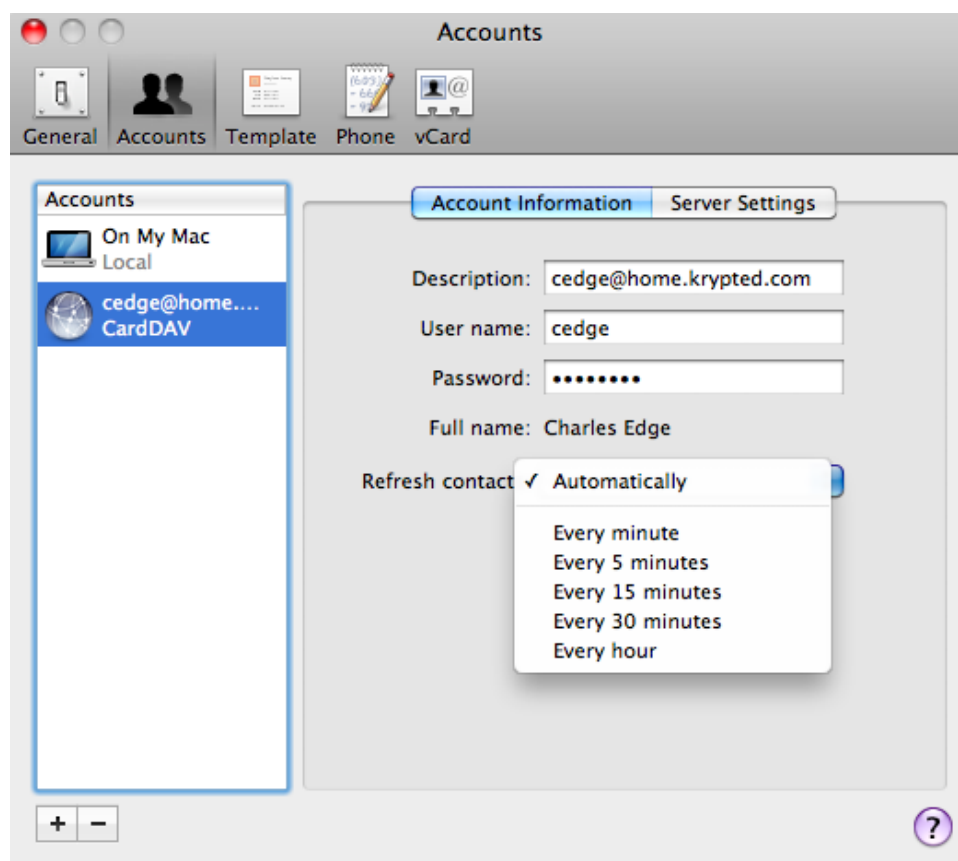 Accounts
General Accounts Template Phone vCard
Accounts
On My Mac
Local
cedge@home....
CardDAV
Account Information Server Settings
Description: cedge@home.krypted.com
User name: cedge
Password: ••••••••
Full name: Charles Edge
Refresh contact ✓ Automatically
Every minute
Every 5 minutes
Every 15 minutes
Every 30 minutes
Every hour
+ −
?